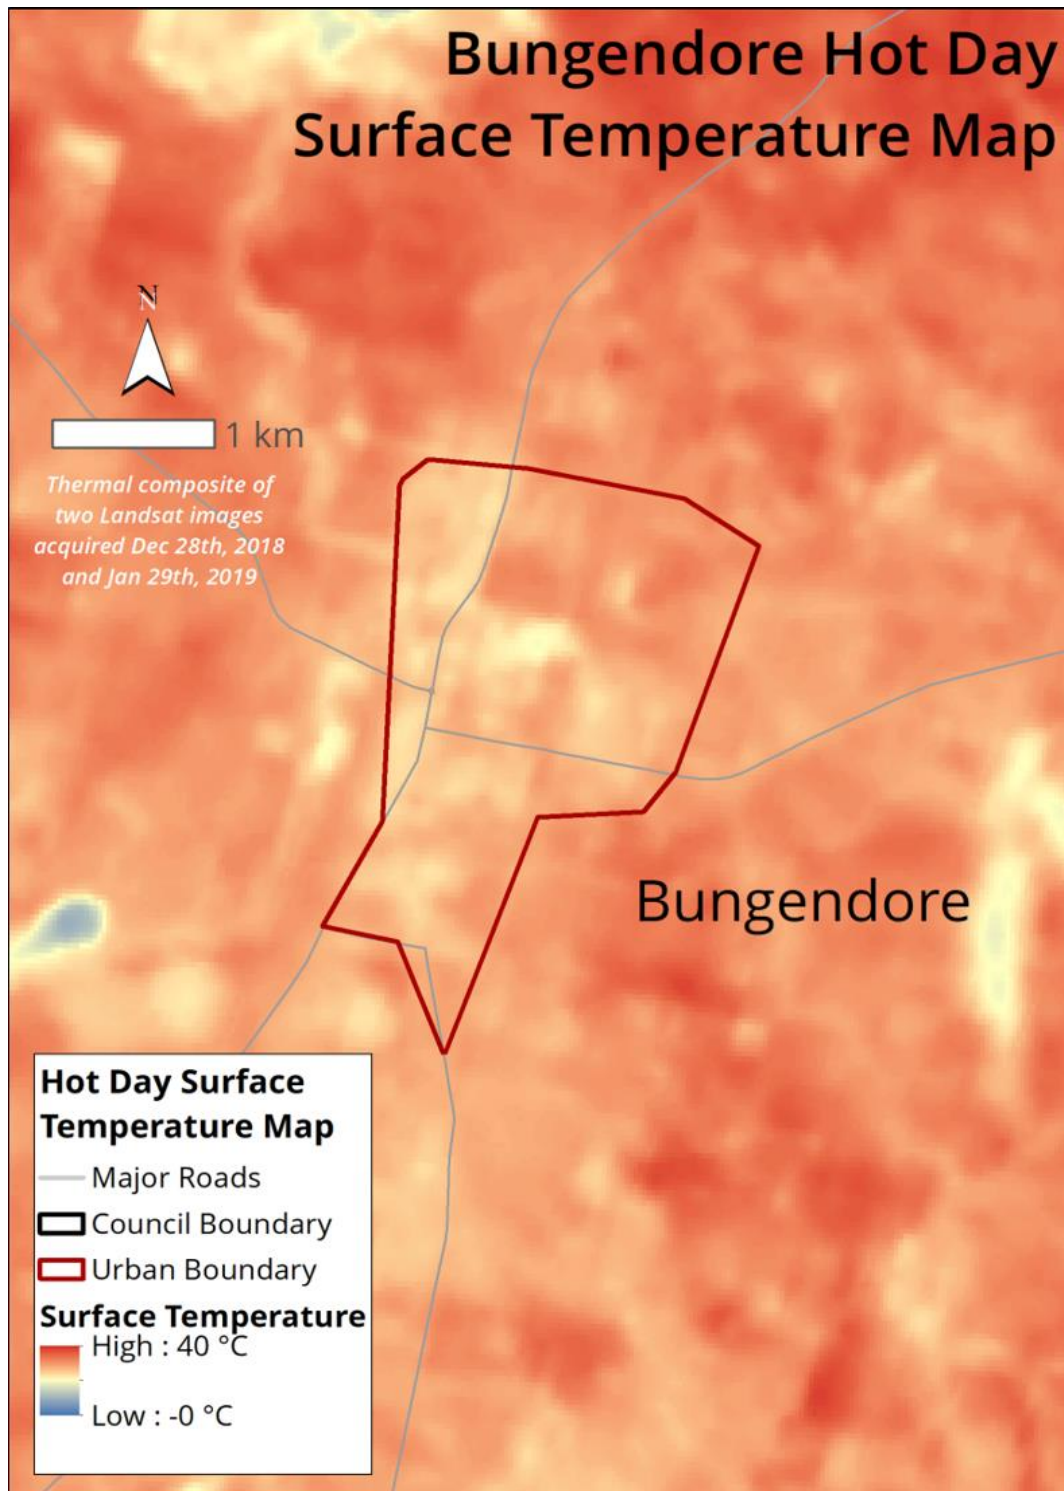 Bungendore Hot Day
Surface Temperature Map
N
N
1 km
Thermal composite of
two Landsat images
acquired Dec 28th, 2018
and Jan 29th, 2019
Bungendore
Hot Day Surface
Temperature Map
Major Roads
Council Boundary
Urban Boundary
Surface Temperature
High : 40 °C
Low : -0 °C